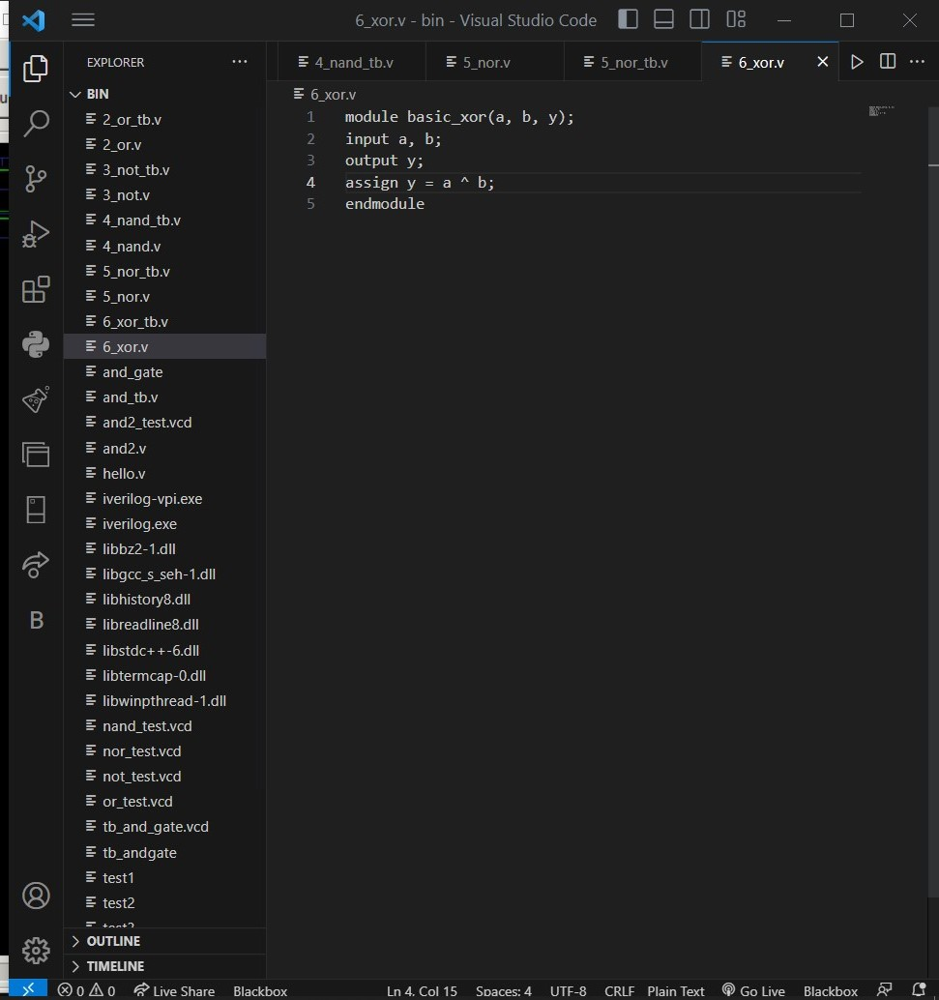 6_xor.v - bin - Visual Studio Code
EXPLORER
BIN
2_or_tb.v
2_or.v
3_not_tb.v
3_not.v
4_nand_tb.v
4_nand.v
5_nor_tb.v
5_nor.v
6_xor_tb.v
6_xor.v
and_gate
and_tb.v
and2_test.vcd
and2.v
hello.v
iverilog-vpi.exe
iverilog.exe
libbz2-1.dll
libgcc_s_seh-1.dll
libhistory8.dll
libreadline8.dll
libstdc++-6.dll
libtermcap-0.dll
libwinpthread-1.dll
nand_test.vcd
nor_test.vcd
not_test.vcd
or_test.vcd
tb_and_gate.vcd
tb_andgate
test1
test2
OUTLINE
TIMELINE
4_nand_tb.v 5_nor.v 5_nor_tb.v 6_xor.v
6_xor.v
1 module basic_xor(a, b, y);
2 input a, b;
3 output y;
4 assign y = a ^ b;
5 endmodule
B
0 0 Live Share Blackbox Ln 4, Col 15 Spaces: 4 UTF-8 CRLF Plain Text Go Live Blackbox